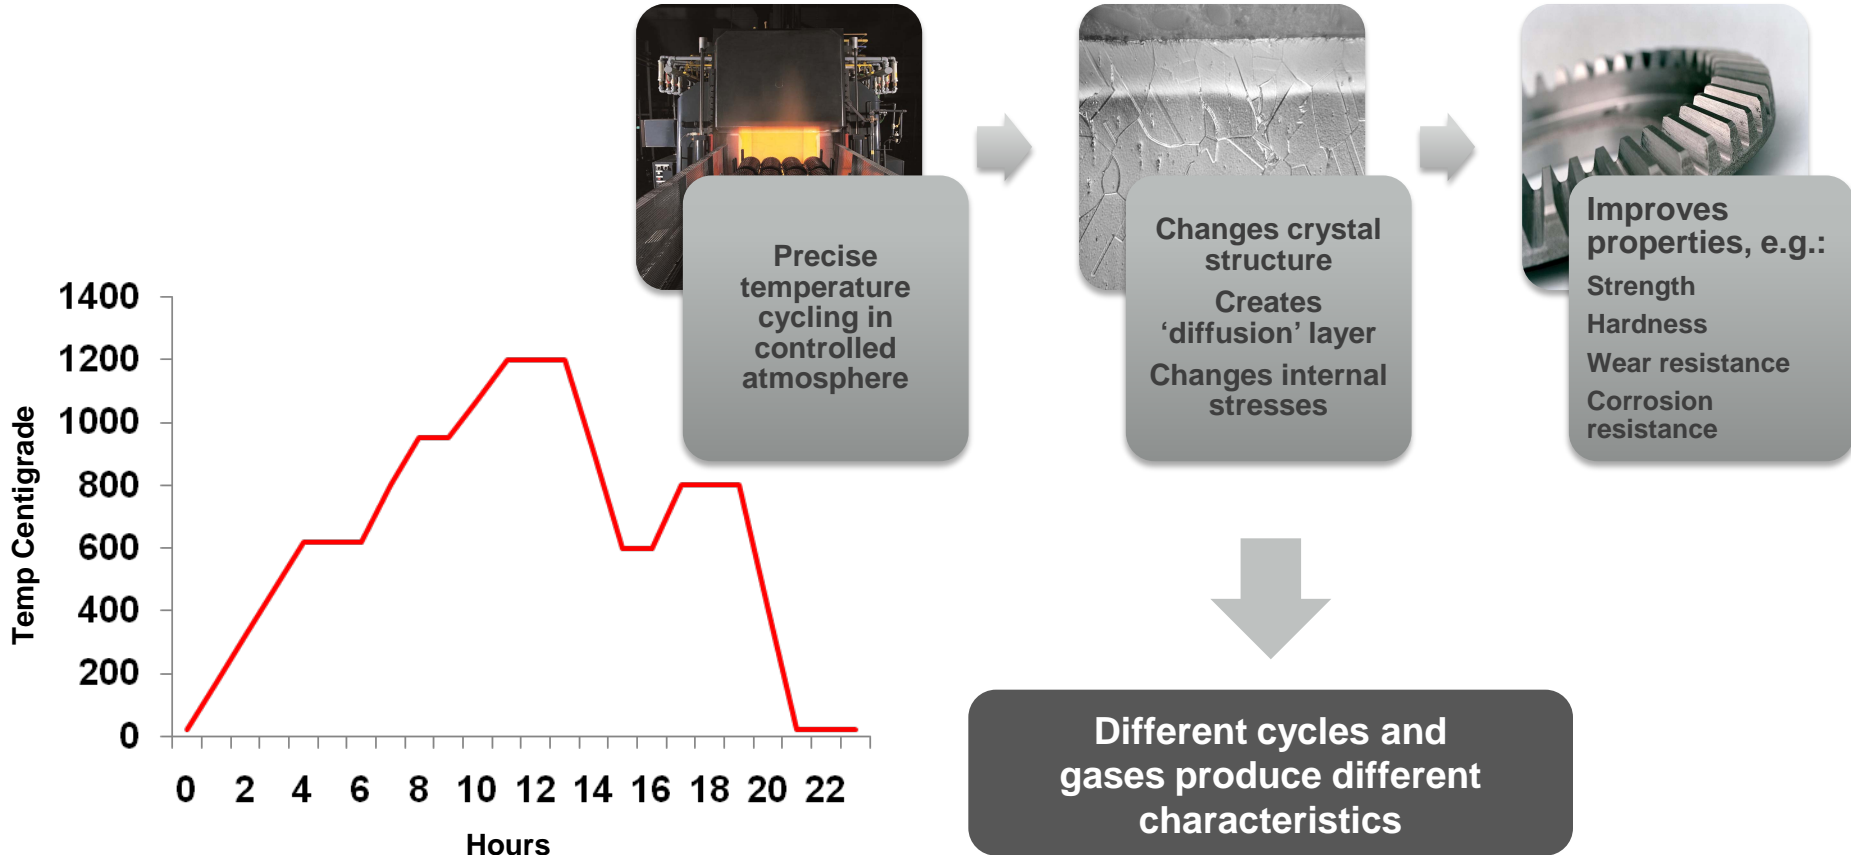 Precise
temperature
cycling in
controlled
atmosphere
Changes crystal
structure
Creates
‘diffusion’ layer
Changes internal
stresses
Improves
properties, e.g.:
Strength
Hardness
Wear resistance
Corrosion
resistance
1400
1200
1000
800
600
400
200
0
Temp Centigrade
0 2 4 6 8 10 12 14 16 18 20 22
Hours
Different cycles and
gases produce different
characteristics